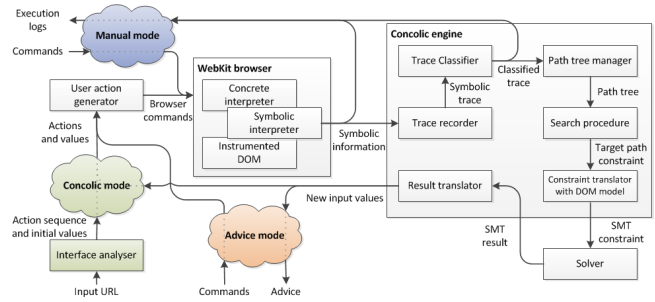 Execution
logs
Manual mode
Commands
User action
generator
Browser
commands
Actions
and values
Concolic mode
Action sequence
and initial values
Interface analyser
Input URL
WebKit browser
Concrete
interpreter
Symbolic
interpreter
Instrumented
DOM
Symbolic
information
New input values
Advice mode
Commands
Advice
Concolic engine
Trace Classifier
Classified
trace
Symbolic
trace
Trace recorder
Path tree manager
Path tree
Search procedure
Target path
constraint
Constraint translator
with DOM model
Result translator
SMT
result
SMT
constraint
Solver